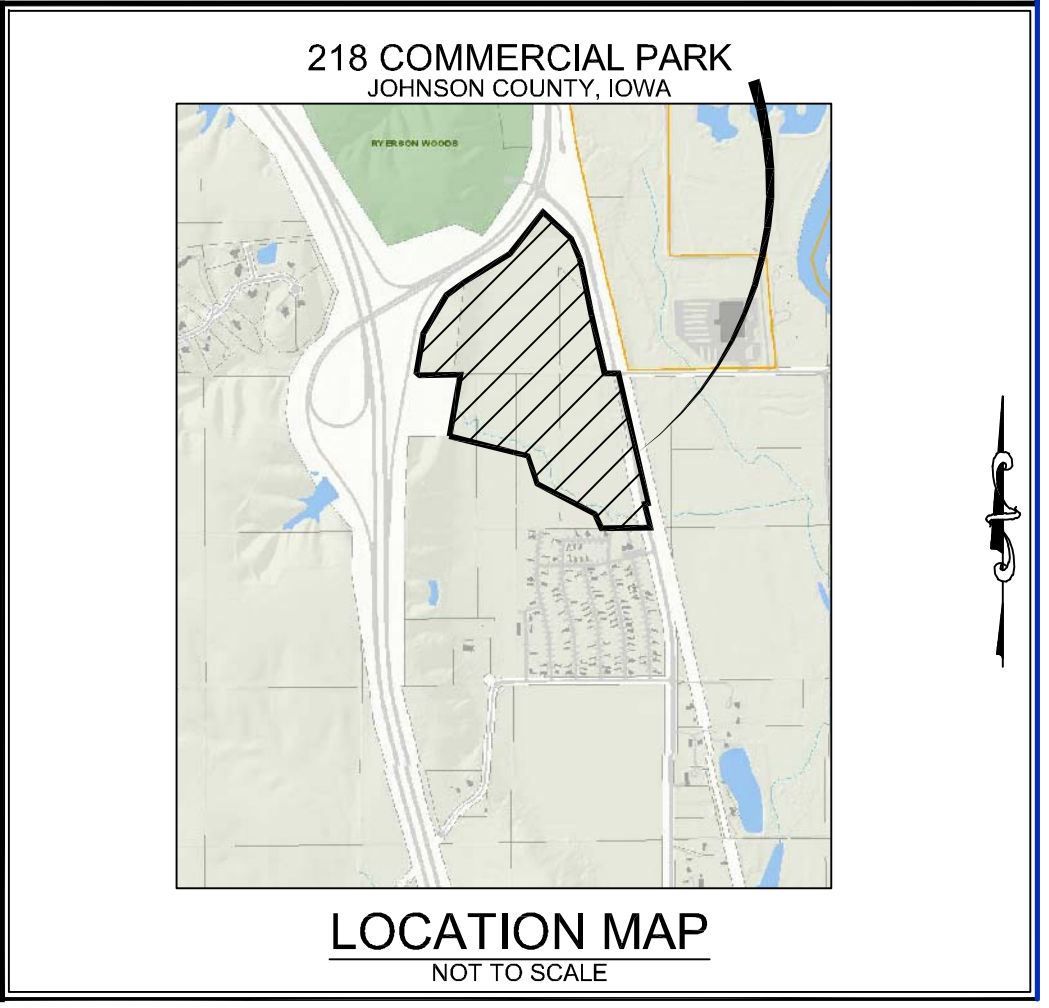 218 COMMERCIAL PARK
JOHNSON COUNTY, IOWA
RYERSON WOODS
LOCATION MAP
NOT TO SCALE